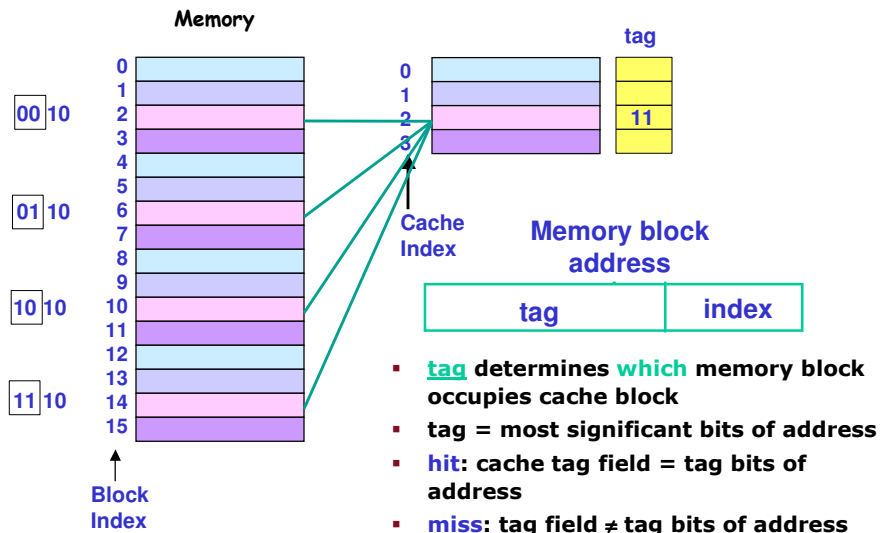 Memory
tag
0
1
00 10
2
3
4
5
01 10
6
7
8
9
10 10
10
11
12
13
11 10
14
15
Block
Index
0
1
2
3
11
Cache
Index
Memory block
address
tag index
▪ tag determines which memory block
occupies cache block
▪ tag = most significant bits of address
▪ hit: cache tag field = tag bits of
address
▪ miss: tag field ≠ tag bits of address